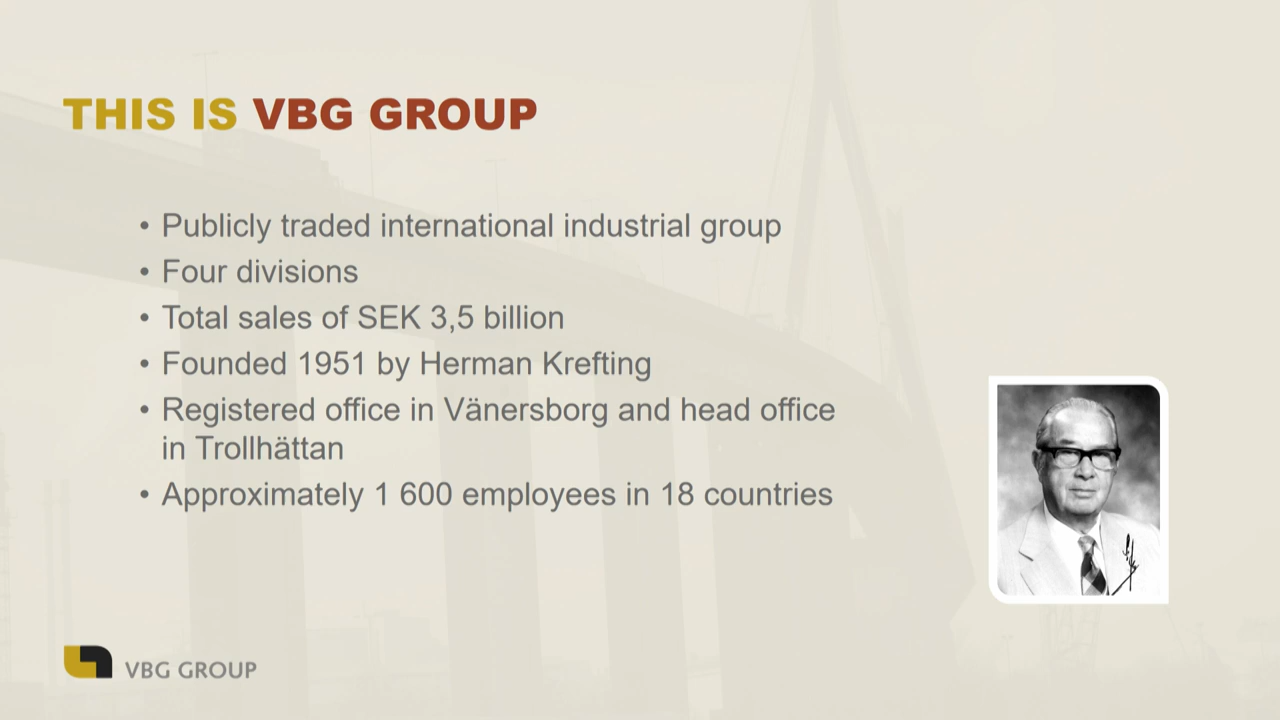 THIS IS VBG GROUP
• Publicly traded international industrial group
• Four divisions
• Total sales of SEK 3,5 billion
• Founded 1951 by Herman Krefting
• Registered office in Vänersborg and head office
in Trollhättan
• Approximately 1 600 employees in 18 countries
VBG GROUP